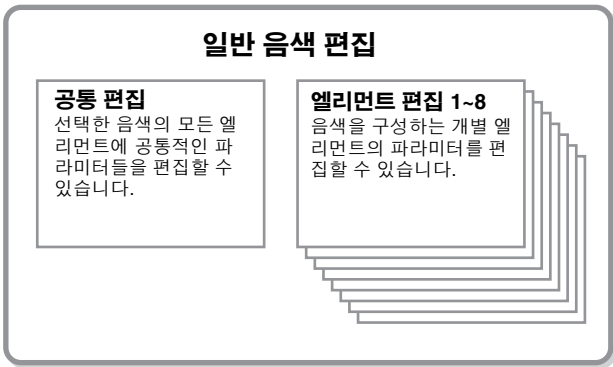 일반 음색 편집
공통 편집
선택한 음색의 모든 엘
리먼트에 공통적인 파
라미터들을 편집할 수
있습니다.
엘리먼트 편집 1~8
음색을 구성하는 개별 엘
리먼트의 파라미터를 편
집할 수 있습니다.